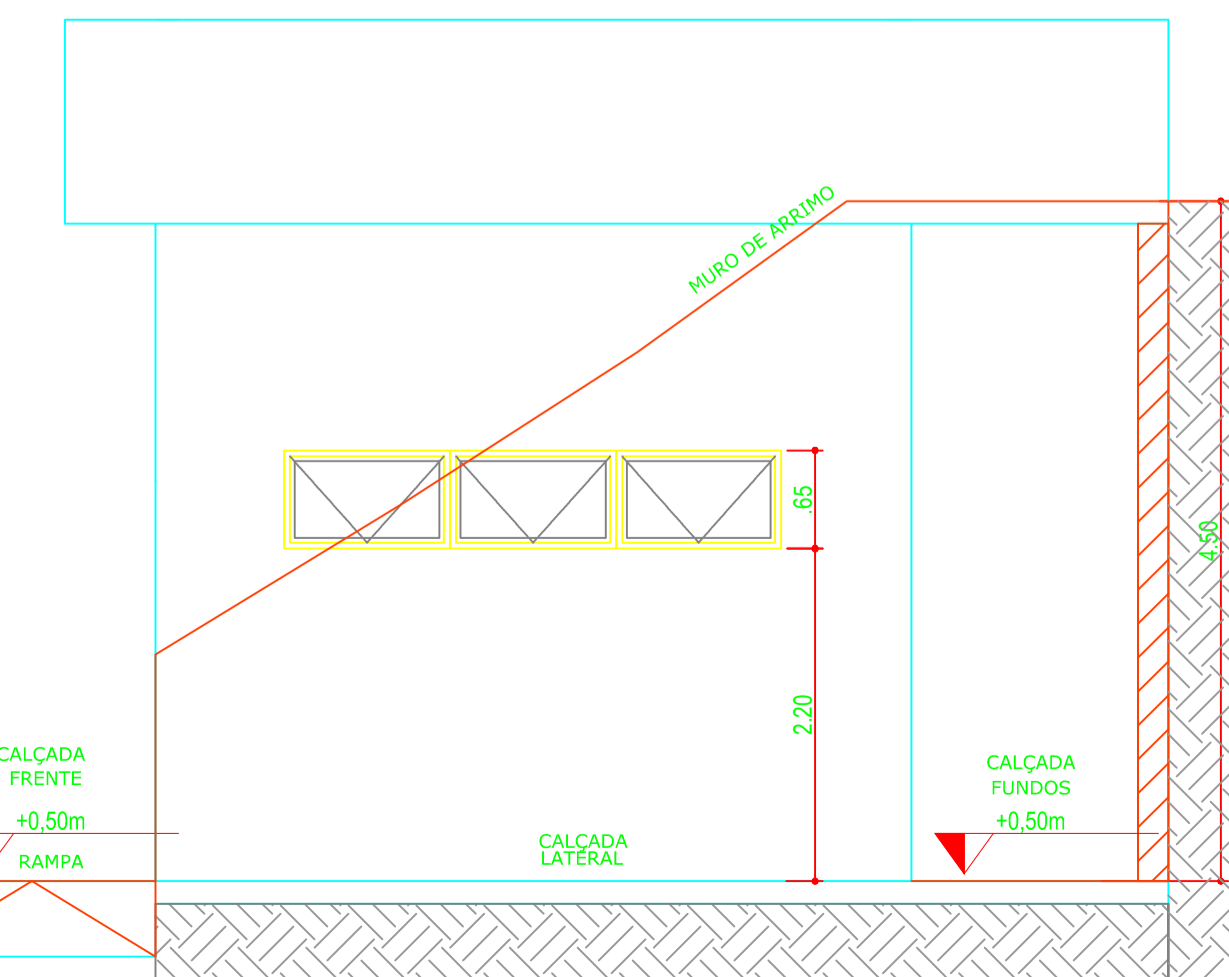 MURO DE ARRIMO
.65
4.50
2.20
CALÇADA
FRENTE
+0,50m
RAMPA
CALÇADA
LATERAL
CALÇADA
FUNDOS
+0,50m